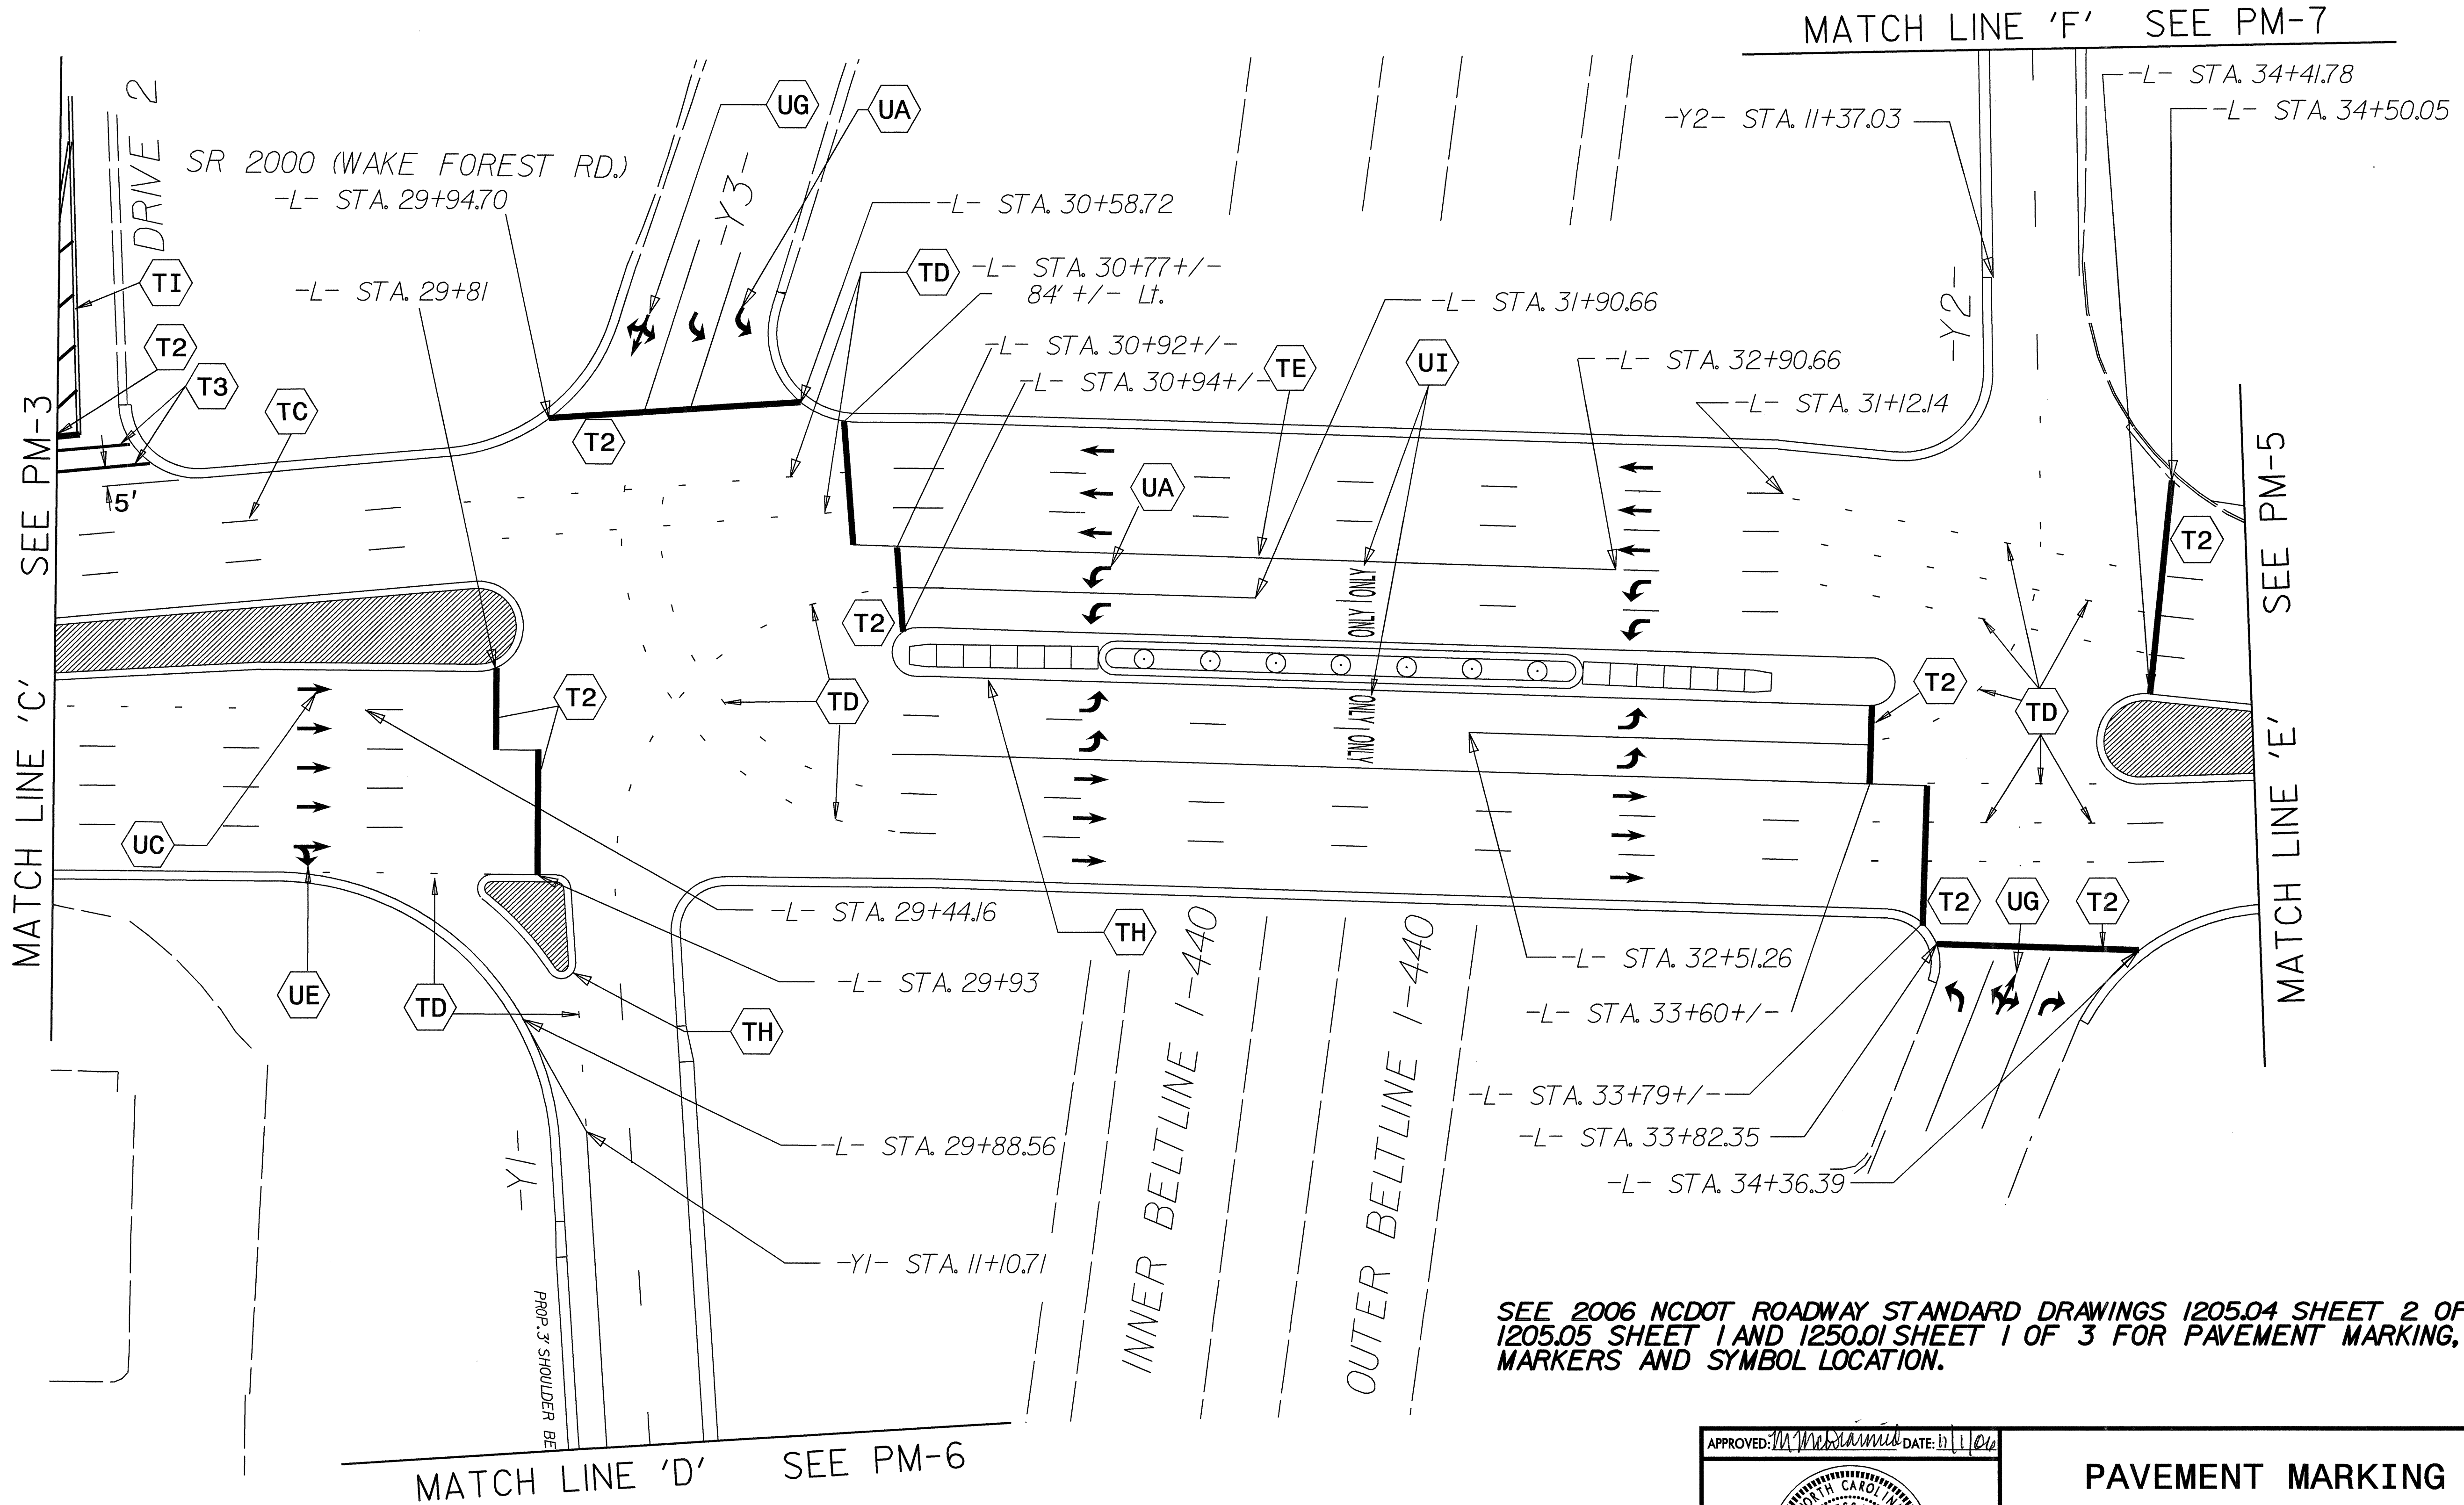 MATCH LINE 'F' SEE PM-7
-L- STA. 34+41.78
-L- STA. 34+50.05
-Y2- STA. 11+37.03
UG
UA
DRIVE 2
SR 2000 (WAKE FOREST RD.)
-L- STA. 29+94.70
-Y3-
-L- STA. 30+58.72
TI
-L- STA. 29+81
TD
-L- STA. 30+77+/-
84' +/- Lt.
-L- STA. 31+90.66
-Y2-
T2
T3
TC
-L- STA. 30+92+/-
-L- STA. 30+94+/-
TE
UI
-L- STA. 32+90.66
-L- STA. 31+12.14
T2
5'
UA
T2
MATCH LINE 'C' SEE PM-3
MATCH LINE 'E' SEE PM-5
T2
ONLY ONLY
ONLY ONLY
T2
TD
T2
TD
UC
T2
UG
T2
-L- STA. 29+44.16
TH
UE
TD
-L- STA. 29+93
TH
-L- STA. 32+51.26
-L- STA. 33+60+/-
-L- STA. 33+79+/-
-L- STA. 33+82.35
-L- STA. 34+36.39
-L- STA. 29+88.56
-Y1-
-Y1- STA. 11+10.71
INNER BELTLINE I-440
OUTER BELTLINE I-440
PROP. 3' SHOULDER BE
MATCH LINE 'D' SEE PM-6
SEE 2006 NCDOT ROADWAY STANDARD DRAWINGS 1205.04 SHEET 2 OF
1205.05 SHEET 1 AND 1250.01 SHEET 1 OF 3 FOR PAVEMENT MARKING,
MARKERS AND SYMBOL LOCATION.
APPROVED: DATE:
NORTH CAROLIN
PAVEMENT MARKING